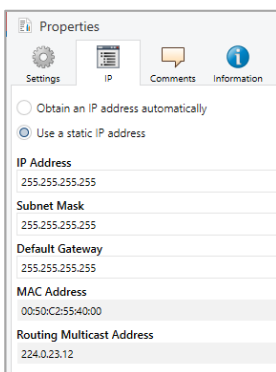 Properties
Settings
IP
Comments
Information
Obtain an IP address automatically
Use a static IP address
IP Address
255.255.255.255
Subnet Mask
255.255.255.255
Default Gateway
255.255.255.255
MAC Address
00:50:C2:55:40:00
Routing Multicast Address
224.0.23.12